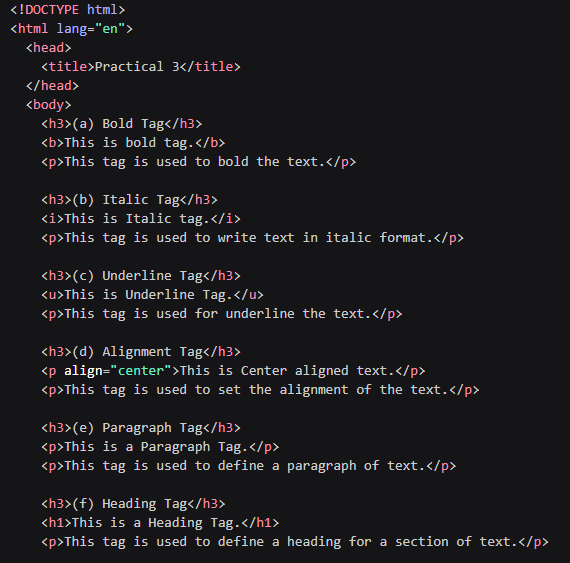 <!DOCTYPE html>
<html lang="en">
  <head>
    <title>Practical 3</title>
  </head>
  <body>
    <h3>(a) Bold Tag</h3>
    <b>This is bold tag.</b>
    <p>This tag is used to bold the text.</p>

    <h3>(b) Italic Tag</h3>
    <i>This is Italic tag.</i>
    <p>This tag is used to write text in italic format.</p>

    <h3>(c) Underline Tag</h3>
    <u>This is Underline Tag.</u>
    <p>This tag is used for underline the text.</p>

    <h3>(d) Alignment Tag</h3>
    <p align="center">This is Center aligned text.</p>
    <p>This tag is used to set the alignment of the text.</p>

    <h3>(e) Paragraph Tag</h3>
    <p>This is a Paragraph Tag.</p>
    <p>This tag is used to define a paragraph of text.</p>

    <h3>(f) Heading Tag</h3>
    <h1>This is a Heading Tag.</h1>
    <p>This tag is used to define a heading for a section of text.</p>